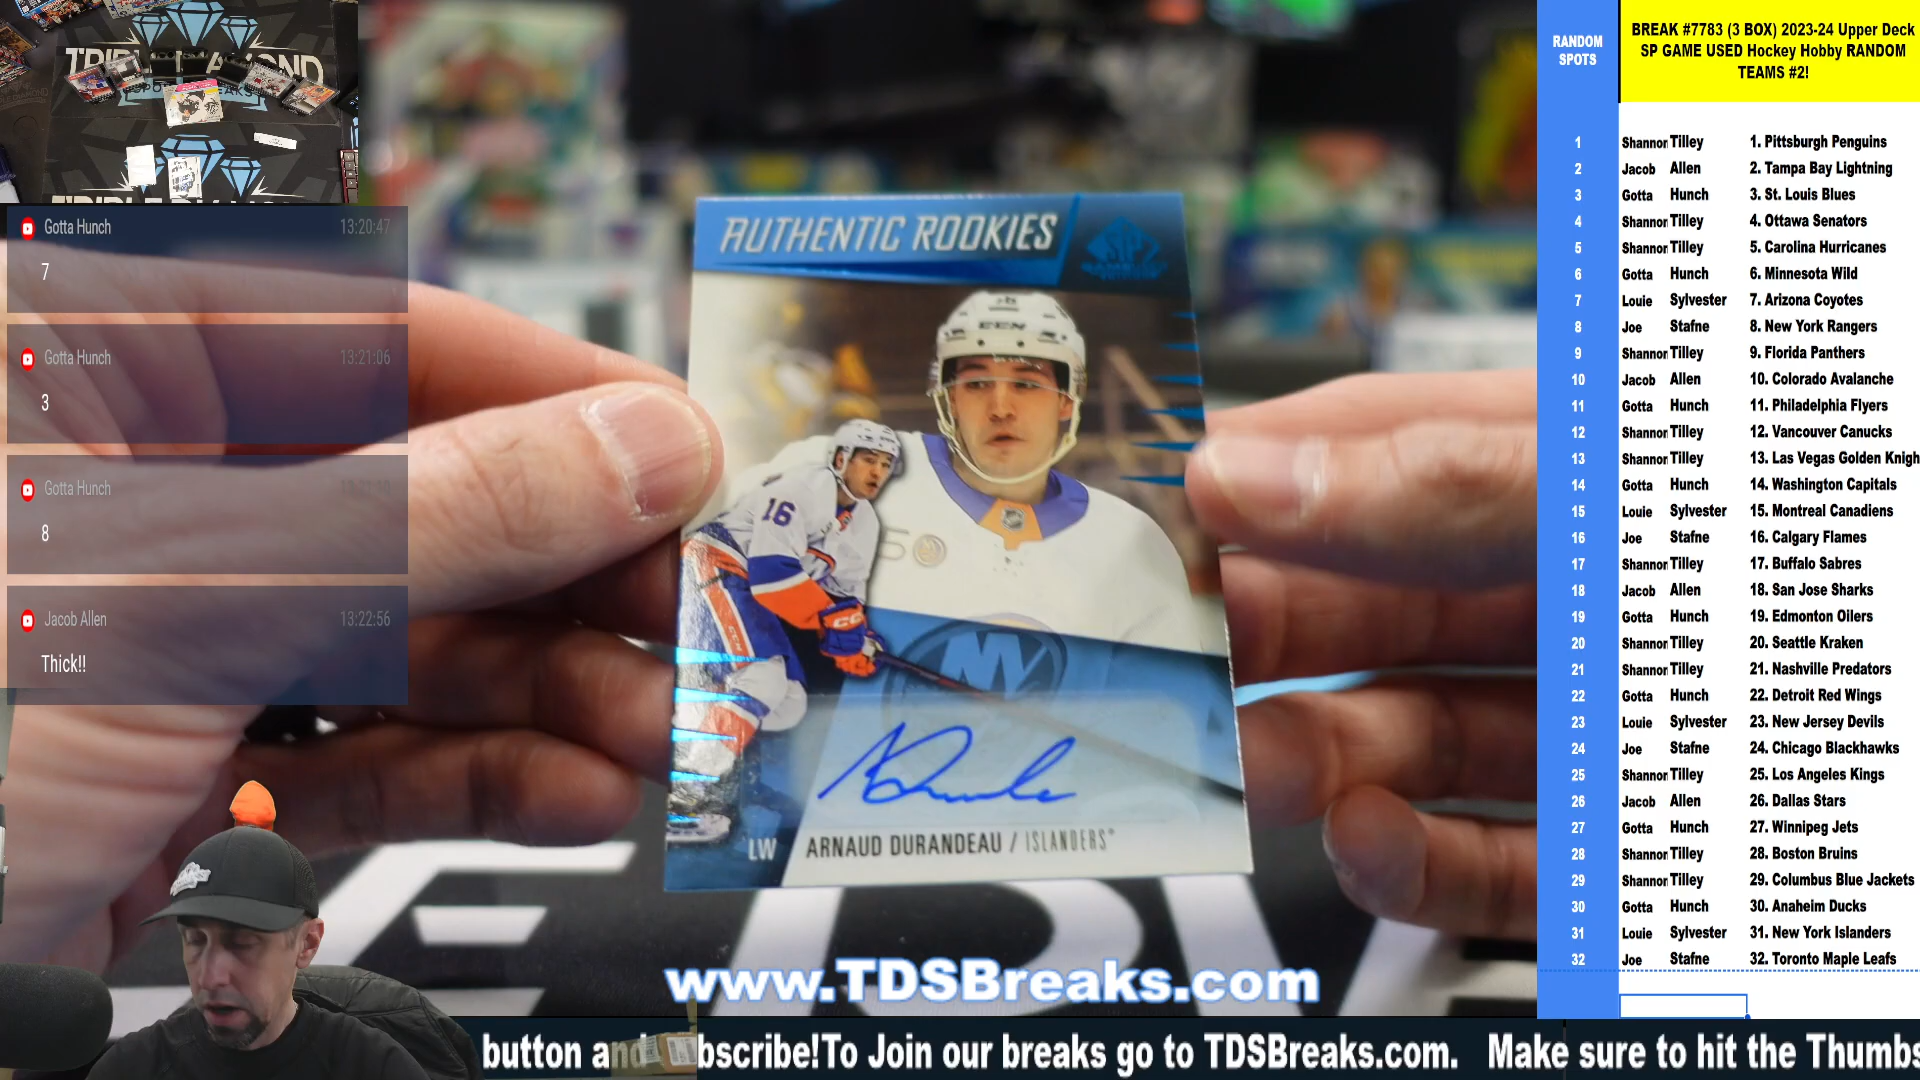 TRIPLE DIAMOND
Gotta Hunch 13:20:47
7
Gotta Hunch 13:21:06
3
Gotta Hunch
8
Jacob Allen 13:22:56
Thick!!
AUTHENTIC ROOKIES
SP
CCM
16
NY
LW ARNAUD DURANDEAU / ISLANDERS
www.TDSBreaks.com
button and bscribe!To Join our breaks go to TDSBreaks.com. Make sure to hit the Thumbs
RANDOM SPOTS
BREAK #7783 (3 BOX) 2023-24 Upper Deck
SP GAME USED Hockey Hobby RANDOM
TEAMS #2!
1 Shannon Tilley 1. Pittsburgh Penguins
2 Jacob Allen 2. Tampa Bay Lightning
3 Gotta Hunch 3. St. Louis Blues
4 Shannon Tilley 4. Ottawa Senators
5 Shannon Tilley 5. Carolina Hurricanes
6 Gotta Hunch 6. Minnesota Wild
7 Louie Sylvester 7. Arizona Coyotes
8 Joe Stafne 8. New York Rangers
9 Shannon Tilley 9. Florida Panthers
10 Jacob Allen 10. Colorado Avalanche
11 Gotta Hunch 11. Philadelphia Flyers
12 Shannon Tilley 12. Vancouver Canucks
13 Shannon Tilley 13. Las Vegas Golden Knigh
14 Gotta Hunch 14. Washington Capitals
15 Louie Sylvester 15. Montreal Canadiens
16 Joe Stafne 16. Calgary Flames
17 Shannon Tilley 17. Buffalo Sabres
18 Jacob Allen 18. San Jose Sharks
19 Gotta Hunch 19. Edmonton Oilers
20 Shannon Tilley 20. Seattle Kraken
21 Shannon Tilley 21. Nashville Predators
22 Gotta Hunch 22. Detroit Red Wings
23 Louie Sylvester 23. New Jersey Devils
24 Joe Stafne 24. Chicago Blackhawks
25 Shannon Tilley 25. Los Angeles Kings
26 Jacob Allen 26. Dallas Stars
27 Gotta Hunch 27. Winnipeg Jets
28 Shannon Tilley 28. Boston Bruins
29 Shannon Tilley 29. Columbus Blue Jackets
30 Gotta Hunch 30. Anaheim Ducks
31 Louie Sylvester 31. New York Islanders
32 Joe Stafne 32. Toronto Maple Leafs